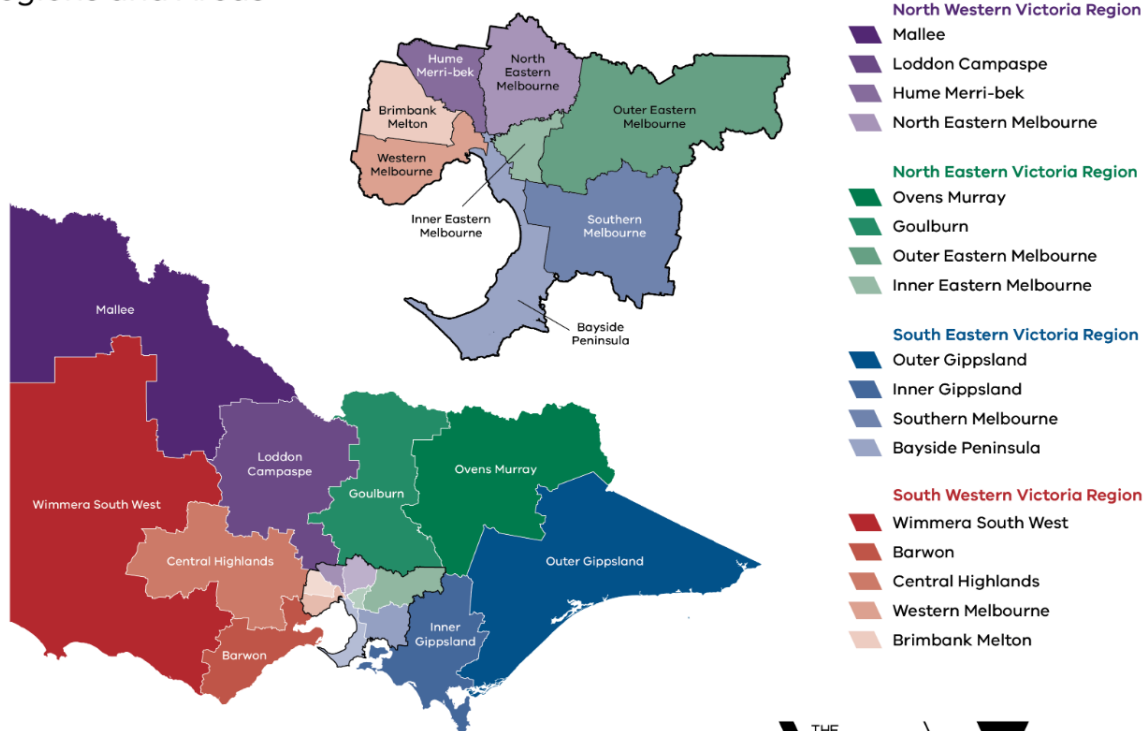 North Western Victoria Region
Mallee
Loddon Campaspe
Hume Merri-bek
North Eastern Melbourne
North Eastern Victoria Region
Ovens Murray
Goulburn
Outer Eastern Melbourne
Inner Eastern Melbourne
South Eastern Victoria Region
Outer Gippsland
Inner Gippsland
Southern Melbourne
Bayside Peninsula
South Western Victoria Region
Wimmera South West
Barwon
Central Highlands
Western Melbourne
Brimbank Melton
Hume
Merri-bek
North
Eastern
Melbourne
Brimbank
Melton
Outer Eastern
Melbourne
Western
Melbourne
Inner Eastern
Melbourne
Southern
Melbourne
Bayside
Peninsula
Mallee
Loddon
Campaspe
Goulburn
Ovens Murray
Wimmera South West
Central Highlands
Outer Gippsland
Inner
Gippsland
Barwon
THE